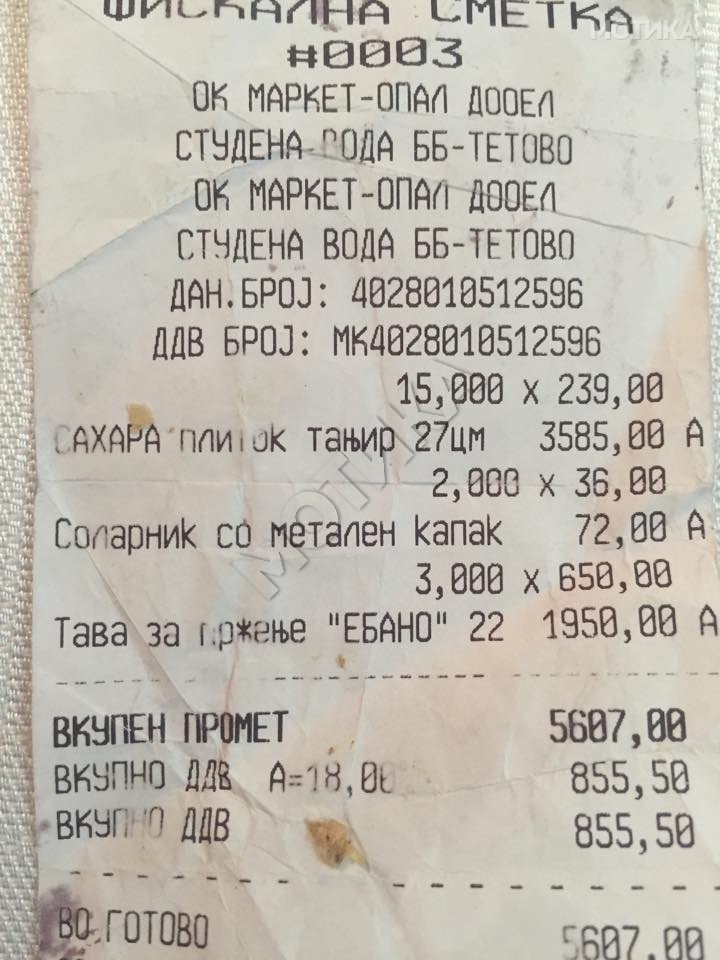 ФИСКАЛНА СМЕТКА
#0003
ОК МАРКЕТ-ОПАЛ ДООЕЛ
СТУДЕНА ВОДА ББ-ТЕТОВО
ОК МАРКЕТ-ОПАЛ ДООЕЛ
СТУДЕНА ВОДА ББ-ТЕТОВО
ДАН.БРОЈ: 4028010512596
ДДВ БРОЈ: МК4028010512596
15,000 x 239,00
САХАРА плиток тањир 27цм 3585,00 А
2,000 x 36,00
Соларник со метален капак 72,00 А
3,000 x 650,00
Тава за пржење "ЕБАНО" 22 1950,00 А
ВКУПЕН ПРОМЕТ 5607,00
ВКУПНО ДДВ А=18,00 855,50
ВКУПНО ДДВ 855,50
ВО ГОТОВО 5607,00
МОТИКА
МОТИКА